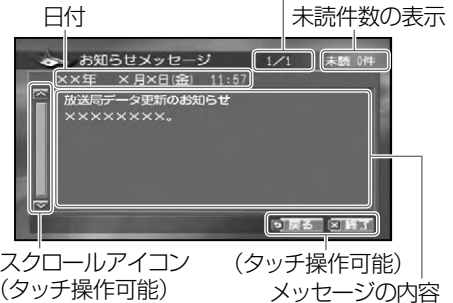 日付
未読件数の表示
お知らせメッセージ
1/1
未読 0件
××年 ×月×日(金) 11:57
放送局データ更新のお知らせ
××××××××。
戻る
終了
スクロールアイコン
(タッチ操作可能)
(タッチ操作可能)
メッセージの内容